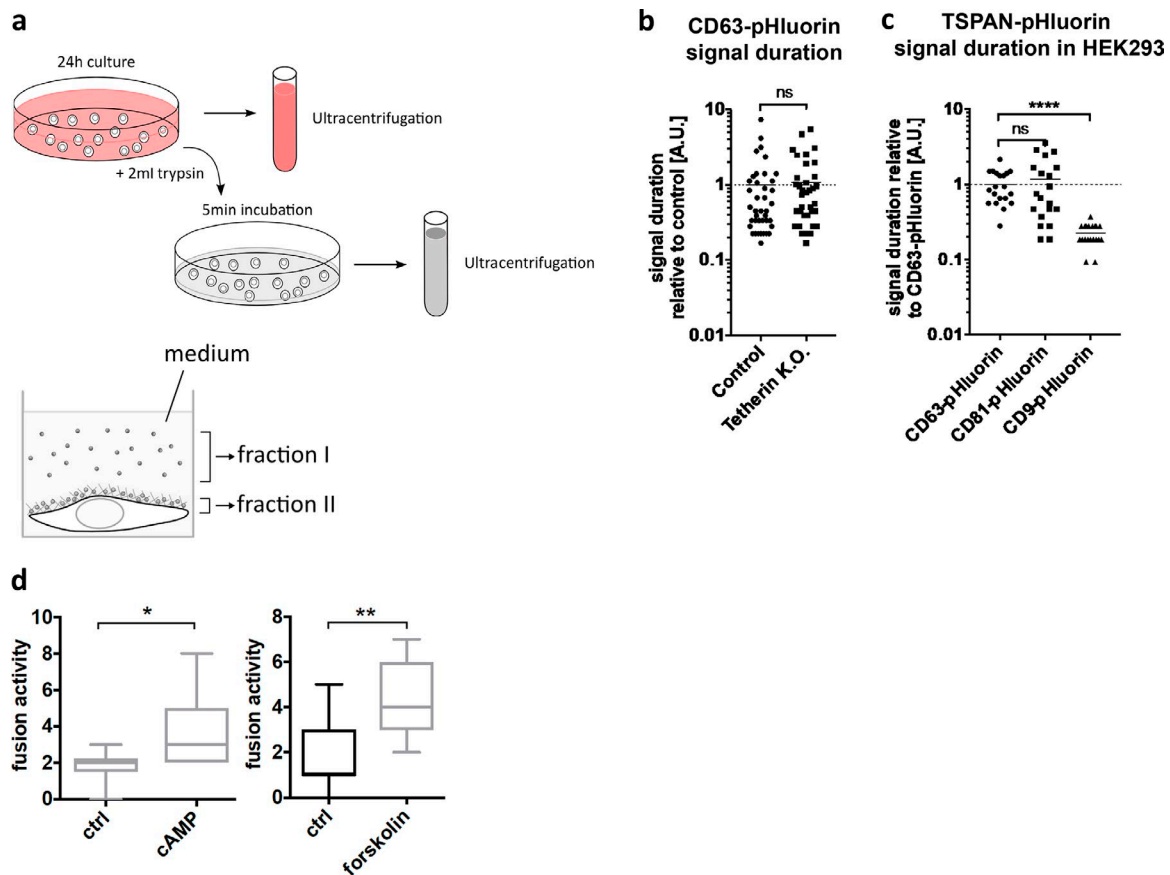 a
24h culture
Ultracentrifugation
+ 2ml trypsin
5min incubation
Ultracentrifugation
medium
fraction I
fraction II
b
CD63-pHluorin
signal duration
ns
signal duration
relative to control [A.U.]
10
1
0.1
0.01
Control
Tetherin K.O.
c
TSPAN-pHluorin
signal duration in HEK293
****
ns
signal duration relative
to CD63-pHluorin [A.U.]
10
1
0.1
0.01
CD63-pHluorin
CD81-pHluorin
CD9-pHluorin
d
*
fusion activity
10
8
6
4
2
0
ctrl
cAMP
**
fusion activity
8
6
4
2
0
ctrl
forskolin